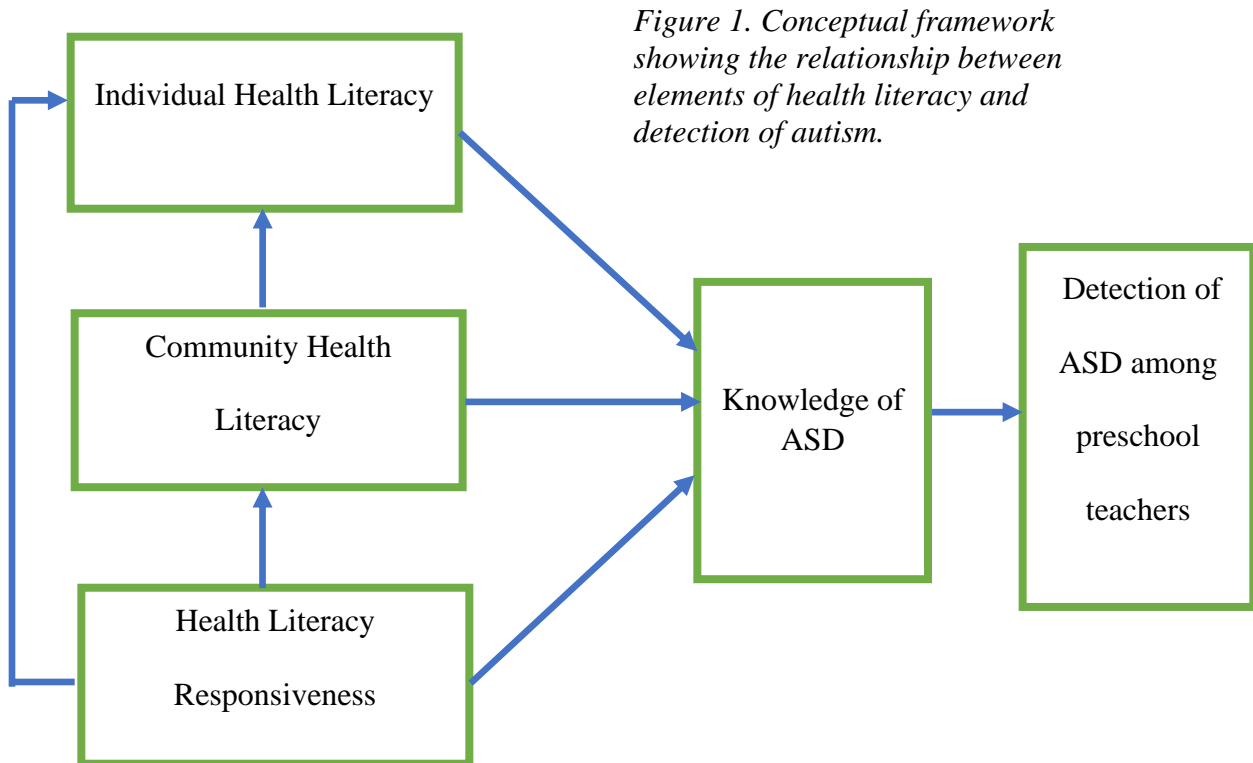 Figure 1. Conceptual framework
showing the relationship between
elements of health literacy and
detection of autism.
Individual Health Literacy
Community Health
Literacy
Health Literacy
Responsiveness
Knowledge of
ASD
Detection of
ASD among
preschool
teachers